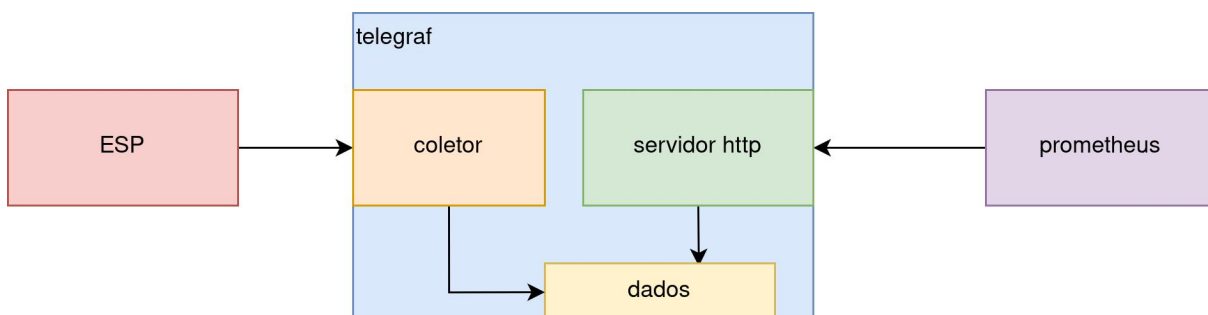 telegraf
ESP
coletor
servidor http
prometheus
dados